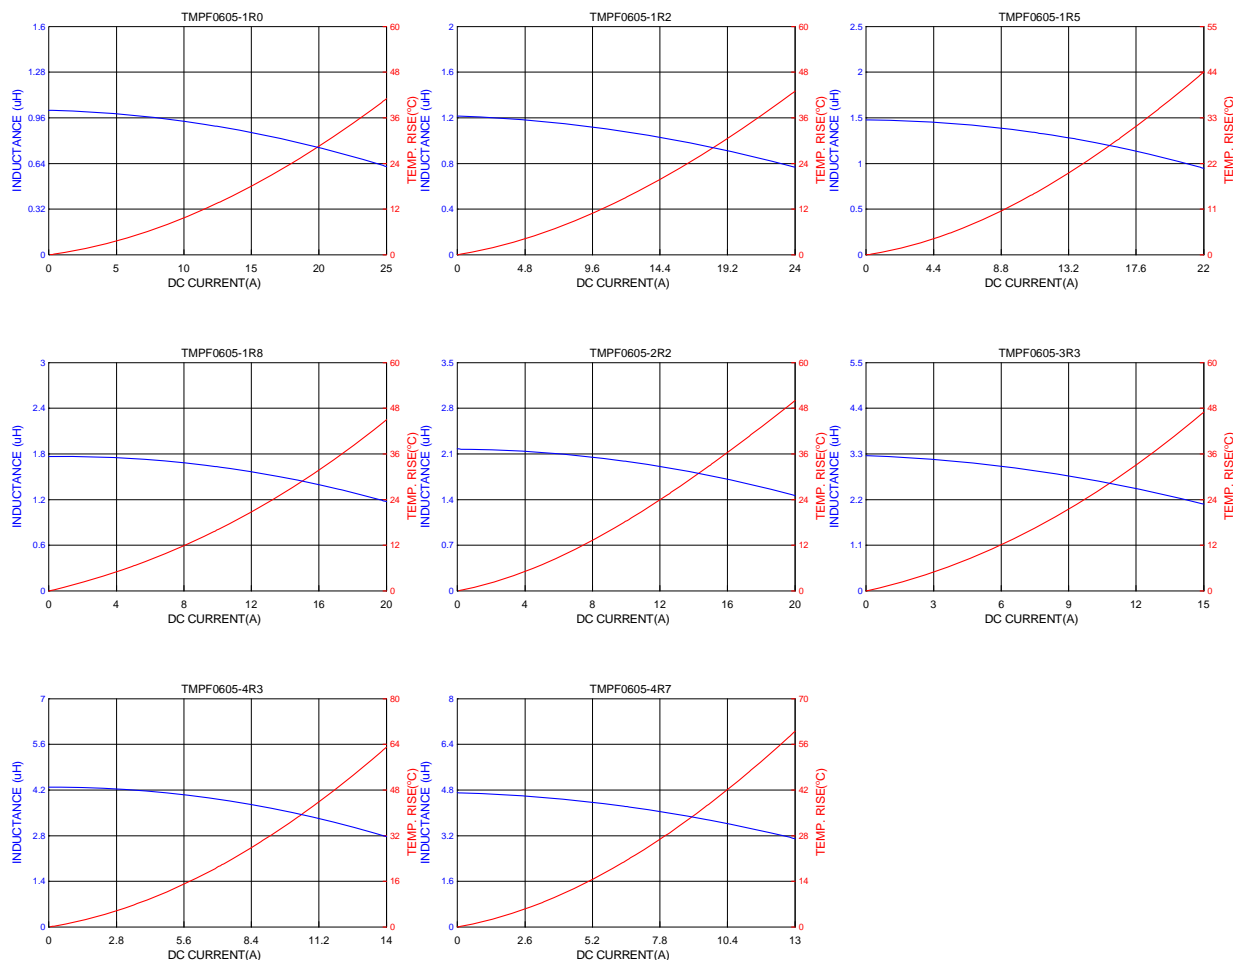 TMPF0605-1R0
1.6
1.28
0.96
0.64
0.32
0
60
48
36
24
12
0
0 5 10 15 20 25
INDUCTANCE (uH)
TEMP. RISE(°C)
DC CURRENT(A)
TMPF0605-1R2
2
1.6
1.2
0.8
0.4
0
60
48
36
24
12
0
0 4.8 9.6 14.4 19.2 24
INDUCTANCE (uH)
TEMP. RISE(°C)
DC CURRENT(A)
TMPF0605-1R5
2.5
2
1.5
1
0.5
0
55
44
33
22
11
0
0 4.4 8.8 13.2 17.6 22
INDUCTANCE (uH)
TEMP. RISE(°C)
DC CURRENT(A)
TMPF0605-1R8
3
2.4
1.8
1.2
0.6
0
60
48
36
24
12
0
0 4 8 12 16 20
INDUCTANCE (uH)
TEMP. RISE(°C)
DC CURRENT(A)
TMPF0605-2R2
3.5
2.8
2.1
1.4
0.7
0
60
48
36
24
12
0
0 4 8 12 16 20
INDUCTANCE (uH)
TEMP. RISE(°C)
DC CURRENT(A)
TMPF0605-3R3
5.5
4.4
3.3
2.2
1.1
0
60
48
36
24
12
0
0 3 6 9 12 15
INDUCTANCE (uH)
TEMP. RISE(°C)
DC CURRENT(A)
TMPF0605-4R3
7
5.6
4.2
2.8
1.4
0
80
64
48
32
16
0
0 2.8 5.6 8.4 11.2 14
INDUCTANCE (uH)
TEMP. RISE(°C)
DC CURRENT(A)
TMPF0605-4R7
8
6.4
4.8
3.2
1.6
0
70
56
42
28
14
0
0 2.6 5.2 7.8 10.4 13
INDUCTANCE (uH)
TEMP. RISE(°C)
DC CURRENT(A)